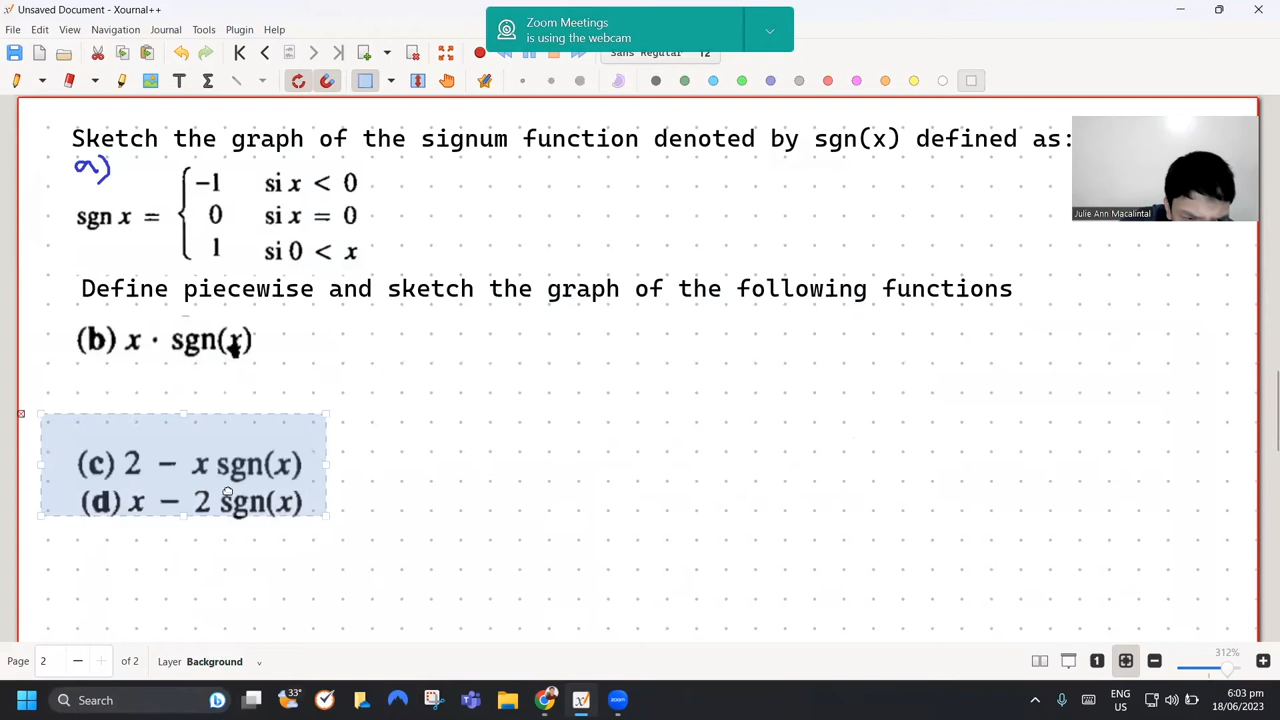 Unsaved Document - Xournal++
File Edit View Navigation Journal Tools Plugin Help
Zoom Meetings
is using the webcam
Sans Regular 12
Sketch the graph of the signum function denoted by sgn(x) defined as:
a)
sgn x = { −1 si x < 0
0 si x = 0
1 si 0 < x
Julie Ann Macalintal
Define piecewise and sketch the graph of the following functions
(b) x · sgn(x)
(c) 2 − x sgn(x)
(d) x − 2 sgn(x)
Page 2 of 2 Layer Background 312%
Search 33° ENG US 6:03 pm 18/06/2023